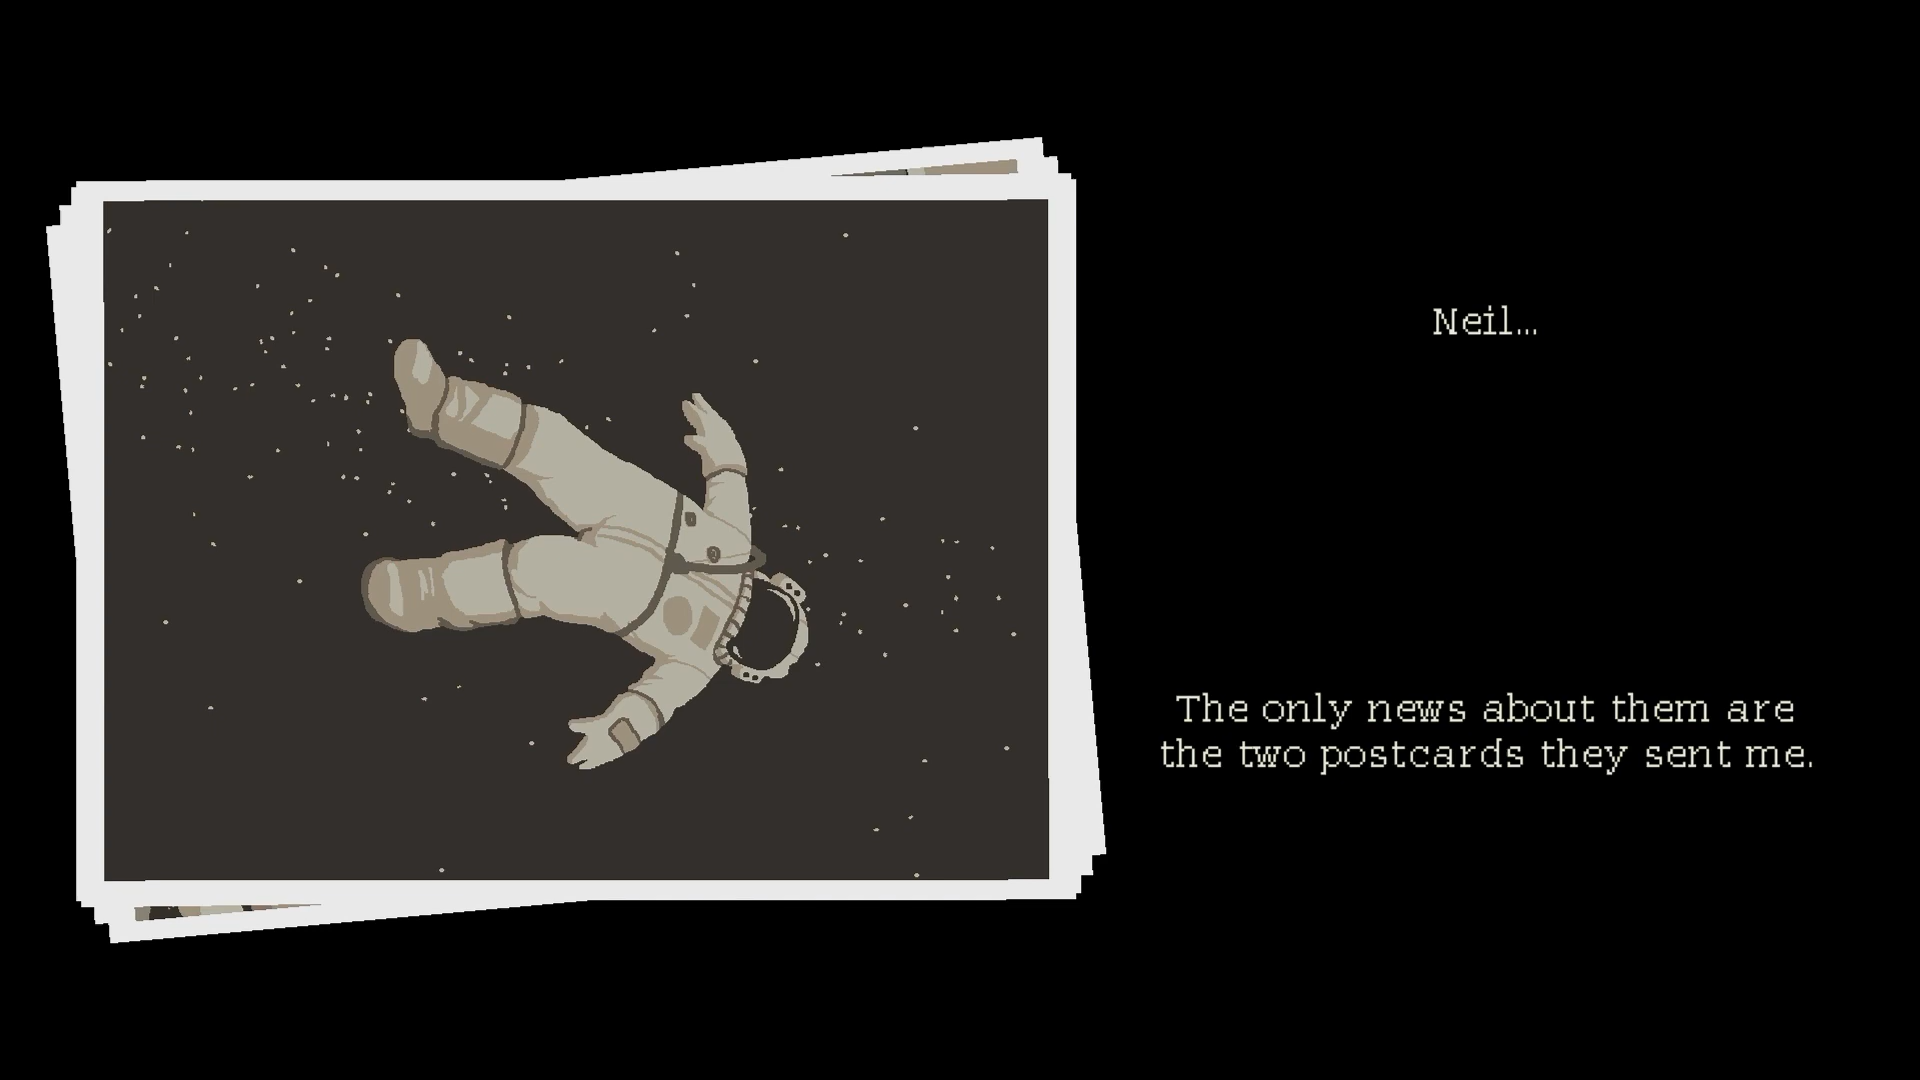 Neil...
The only news about them are
the two postcards they sent me.